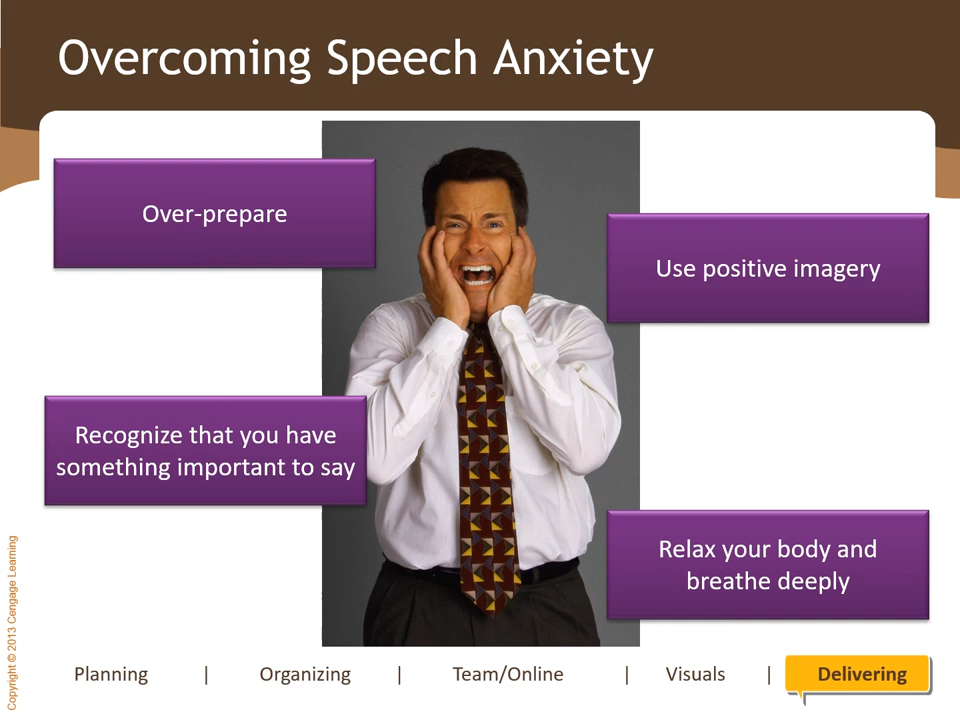 Overcoming Speech Anxiety
Over-prepare
Use positive imagery
Recognize that you have
something important to say
Relax your body and
breathe deeply
Copyright © 2013 Cengage Learning
Planning | Organizing | Team/Online | Visuals | Delivering